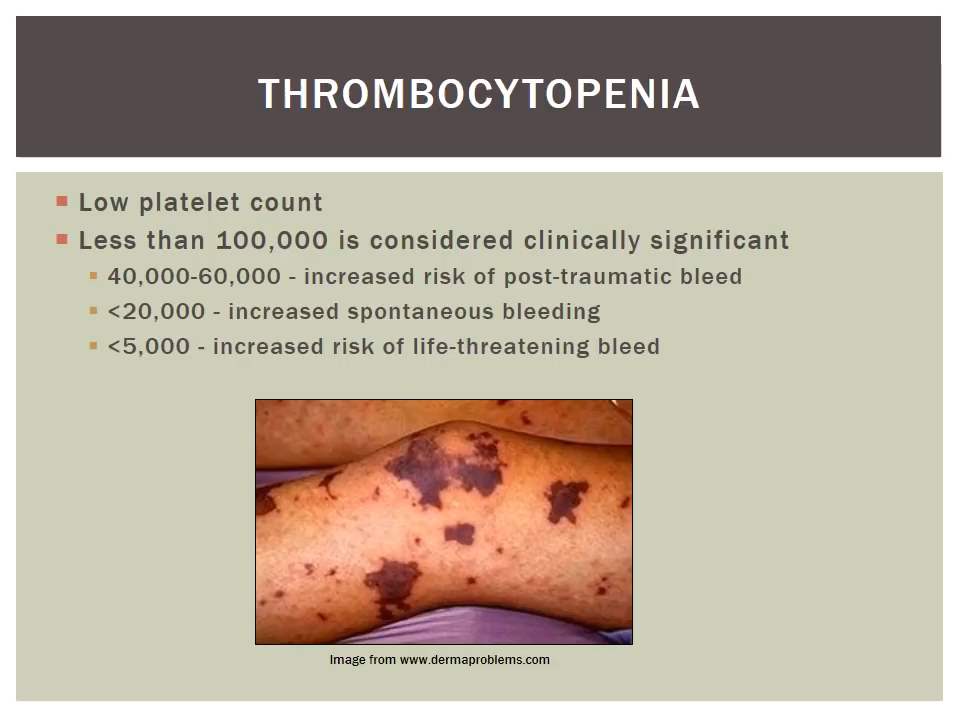 THROMBOCYTOPENIA
Low platelet count
Less than 100,000 is considered clinically significant
40,000-60,000 - increased risk of post-traumatic bleed
<20,000 - increased spontaneous bleeding
<5,000 - increased risk of life-threatening bleed
Image from www.dermaproblems.com